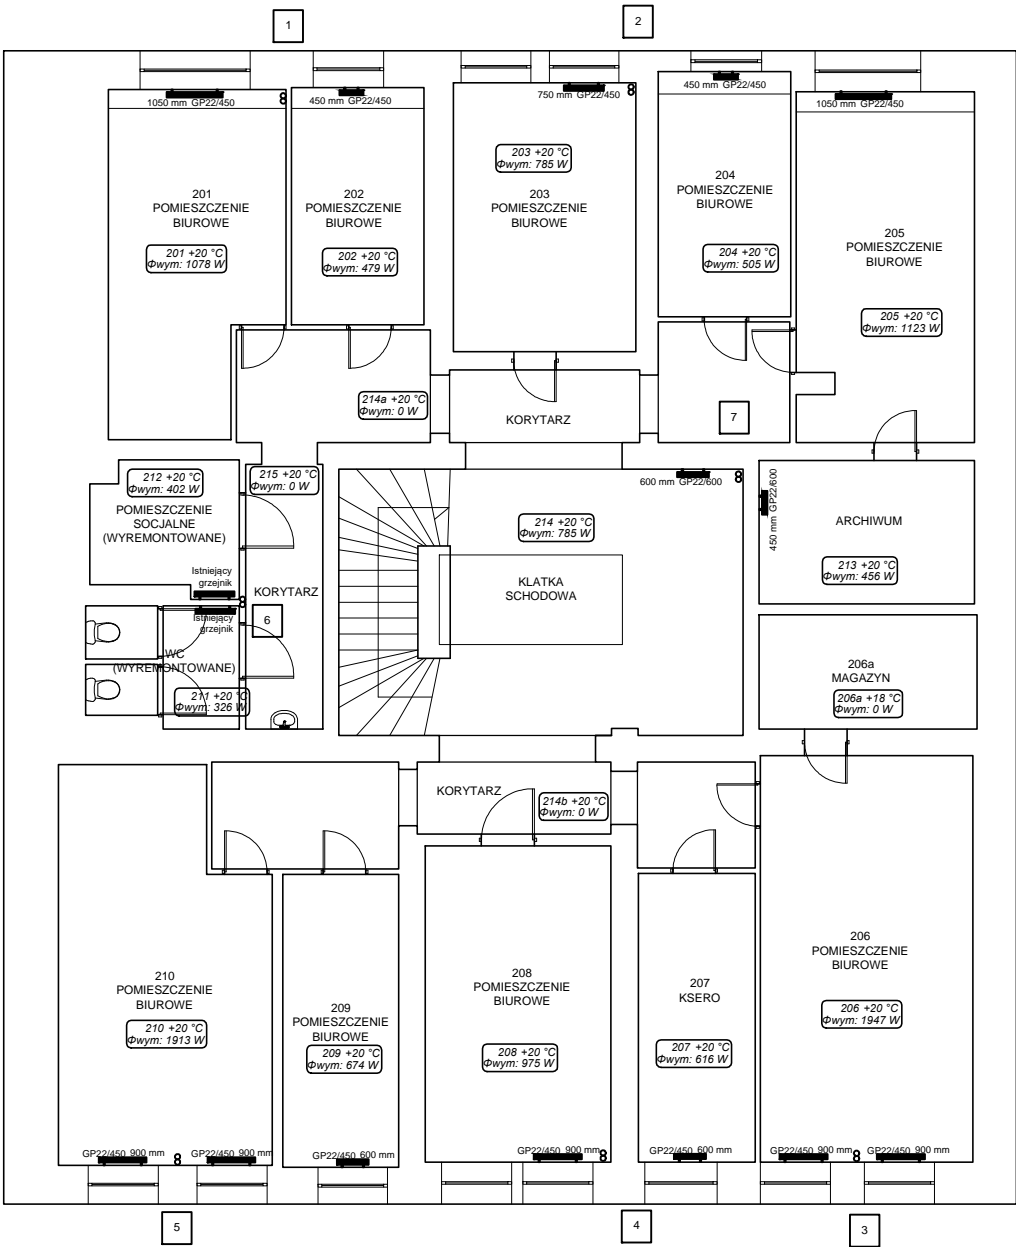 1
2
1050 mm GP22/450
450 mm GP22/450
750 mm GP22/450
450 mm GP22/450
1050 mm GP22/450
201
POMIESZCZENIE
BIUROWE
201 +20 °C
Φwym: 1078 W
202
POMIESZCZENIE
BIUROWE
202 +20 °C
Φwym: 479 W
203 +20 °C
Φwym: 785 W
203
POMIESZCZENIE
BIUROWE
204
POMIESZCZENIE
BIUROWE
204 +20 °C
Φwym: 505 W
205
POMIESZCZENIE
BIUROWE
205 +20 °C
Φwym: 1123 W
214a +20 °C
Φwym: 0 W
KORYTARZ
7
212 +20 °C
Φwym: 402 W
POMIESZCZENIE
SOCJALNE
(WYREMONTOWANE)
Istniejący
grzejnik
215 +20 °C
Φwym: 0 W
KORYTARZ
6
600 mm GP22/600
214 +20 °C
Φwym: 785 W
KLATKA
SCHODOWA
450 mm GP22/600
ARCHIWUM
213 +20 °C
Φwym: 456 W
Istniejący
grzejnik
WC
(WYREMONTOWANE)
211 +20 °C
Φwym: 326 W
206a
MAGAZYN
206a +18 °C
Φwym: 0 W
KORYTARZ
214b +20 °C
Φwym: 0 W
210
POMIESZCZENIE
BIUROWE
210 +20 °C
Φwym: 1913 W
209
POMIESZCZENIE
BIUROWE
209 +20 °C
Φwym: 674 W
208
POMIESZCZENIE
BIUROWE
208 +20 °C
Φwym: 975 W
207
KSERO
207 +20 °C
Φwym: 616 W
206
POMIESZCZENIE
BIUROWE
206 +20 °C
Φwym: 1947 W
GP22/450 900 mm
GP22/450 900 mm
GP22/450 600 mm
GP22/450 900 mm
GP22/450 600 mm
GP22/450 900 mm
GP22/450 900 mm
5
4
3